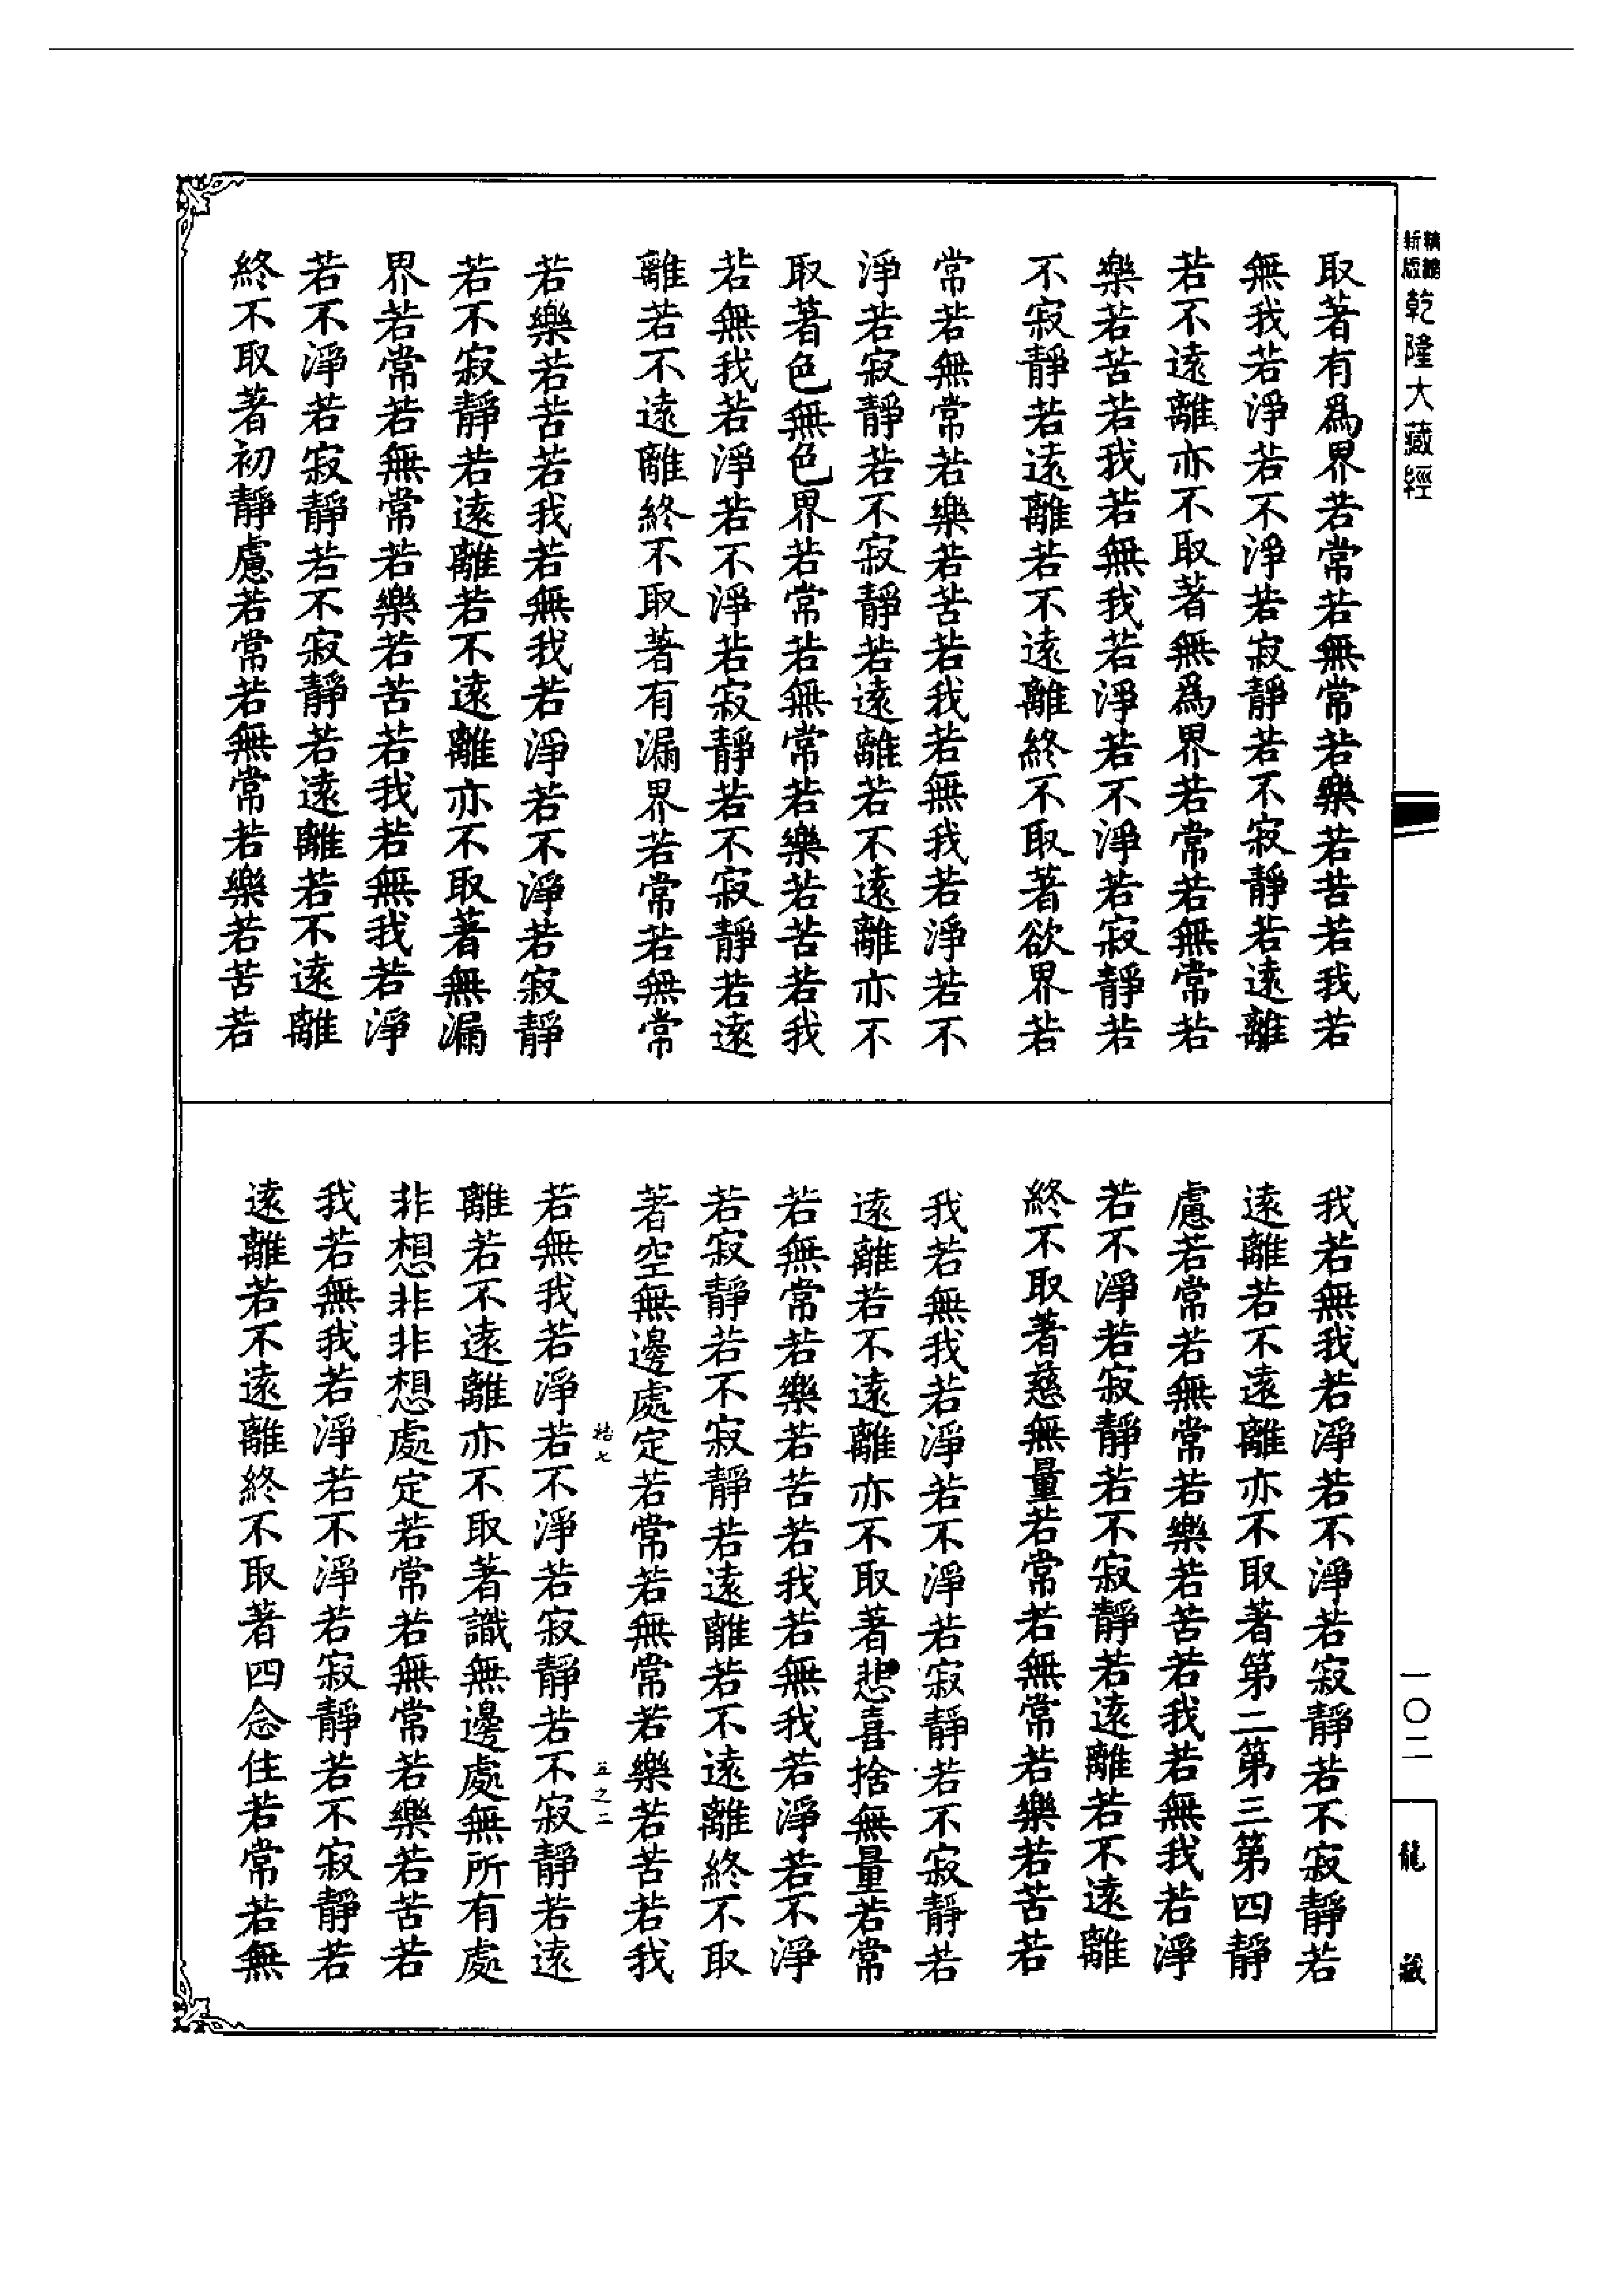 精編
新版
乾隆大藏經
取著有爲界若常若無常若樂若苦若我若
無我若淨若不淨若寂靜若不寂靜若遠離
若不遠離亦不取著無爲界若常若無常若
樂若苦若我若無我若淨若不淨若寂靜若
不寂靜若遠離若不遠離終不取著欲界若
常若無常若樂若苦若我若無我若淨若不
淨若寂靜若不寂靜若遠離若不遠離亦不
取著色無色界若常若無常若樂若苦若我
若無我若淨若不淨若寂靜若不寂靜若遠
離若不遠離終不取著有漏界若常若無常
若樂若苦若我若無我若淨若不淨若寂靜
若不寂靜若遠離若不遠離亦不取著無漏
界若常若無常若樂若苦若我若無我若淨
若不淨若寂靜若不寂靜若遠離若不遠離
終不取著初靜慮若常若無常若樂若苦若
我若無我若淨若不淨若寂靜若不寂靜若
遠離若不遠離亦不取著第二第三第四靜
慮若常若無常若樂若苦若我若無我若淨
若不淨若寂靜若不寂靜若遠離若不遠離
終不取著慈無量若常若無常若樂若苦若
我若無我若淨若不淨若寂靜若不寂靜若
遠離若不遠離亦不取著悲喜捨無量若常
若無常若樂若苦若我若無我若淨若不淨
若寂靜若不寂靜若遠離若不遠離終不取
著空無邊處定若常若無常若樂若苦若我
五之二
若無我若淨若不淨若寂靜若不寂靜若遠
離若不遠離亦不取著識無邊處無所有處
非想非非想處定若常若無常若樂若苦若
我若無我若淨若不淨若寂靜若不寂靜若
遠離若不遠離終不取著四念住若常若無
一〇二
龍藏